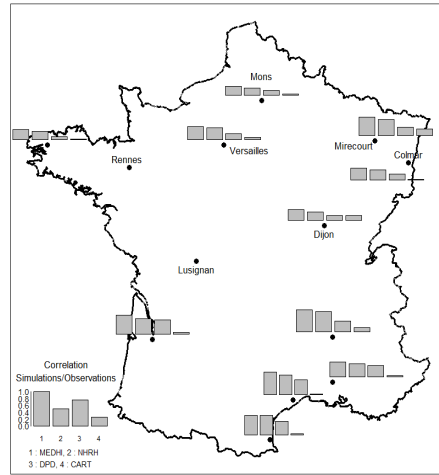 Mons
Rennes
Versailles
Mirecourt
Colmar
Dijon
Lusignan
Correlation
Simulations/Observations
1.0
0.8
0.6
0.4
0.2
0.0
1 2 3 4
1 : MEDHI, 2 : NHRH
3 : DPD, 4 : CART